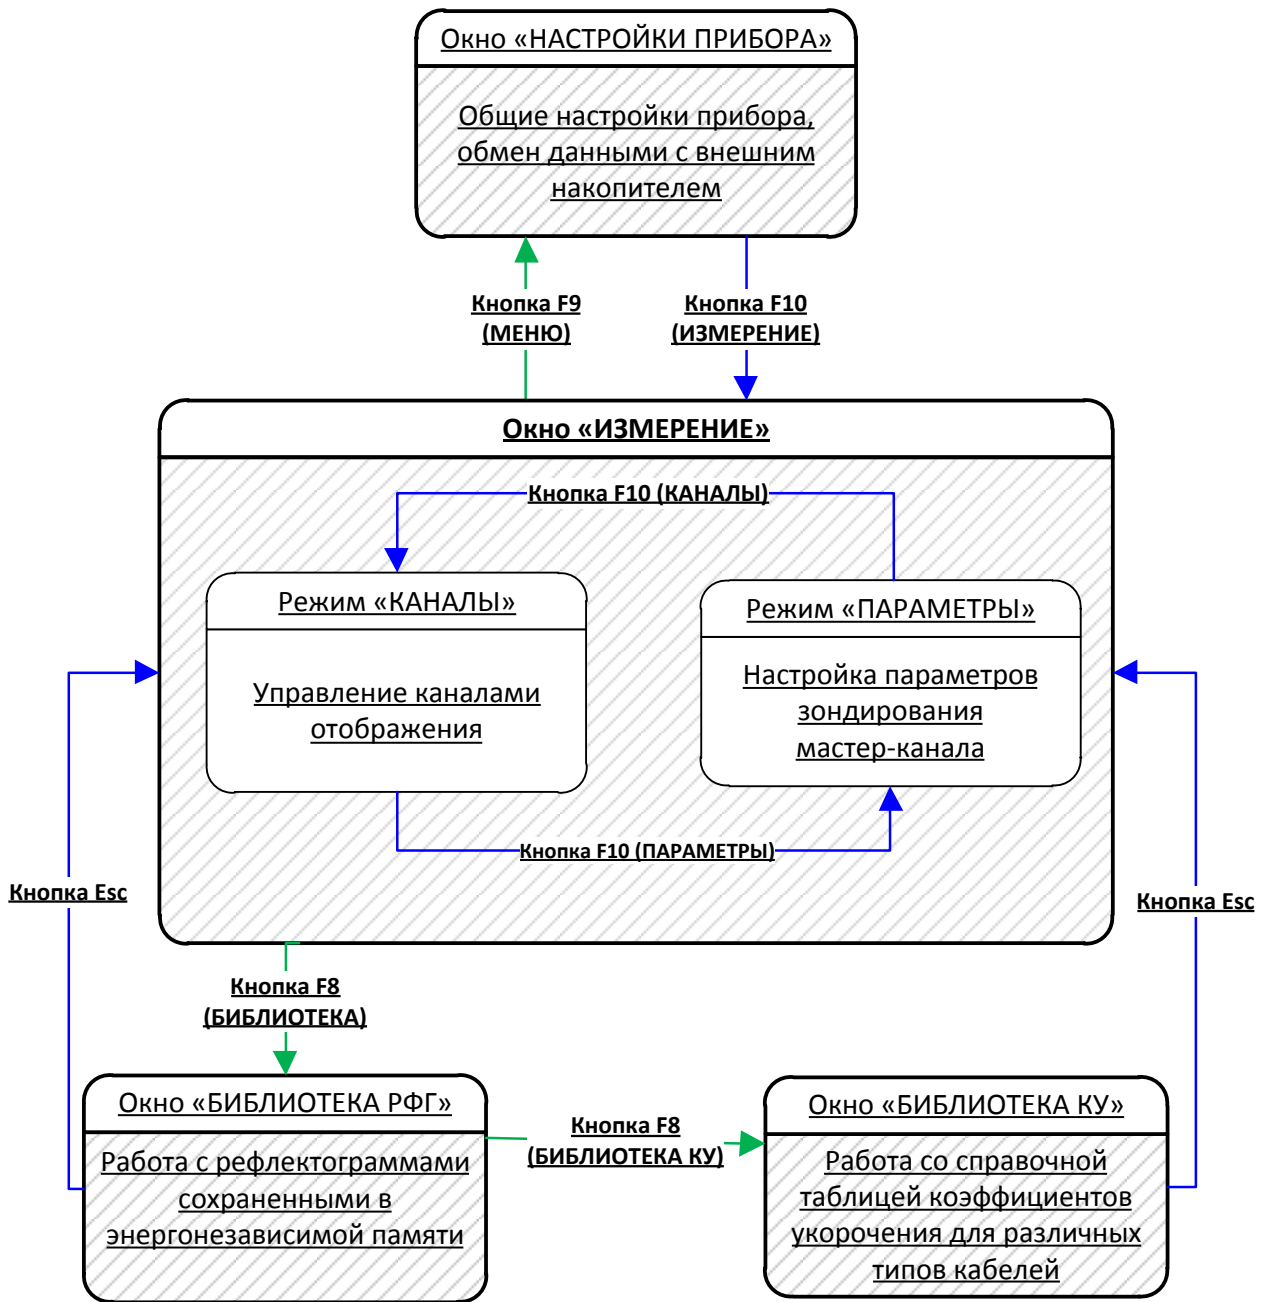 Окно «НАСТРОЙКИ ПРИБОРА»
Общие настройки прибора,
обмен данными с внешним
накопителем
Кнопка F9
(МЕНЮ)
Кнопка F10
(ИЗМЕРЕНИЕ)
Окно «ИЗМЕРЕНИЕ»
Кнопка F10 (КАНАЛЫ)
Режим «КАНАЛЫ»
Управление каналами
отображения
Режим «ПАРАМЕТРЫ»
Настройка параметров
зондирования
мастер-канала
Кнопка F10 (ПАРАМЕТРЫ)
Кнопка Esc
Кнопка Esc
Кнопка F8
(БИБЛИОТЕКА)
Окно «БИБЛИОТЕКА РФГ»
Работа с рефлектограммами
сохраненными в
энергонезависимой памяти
Кнопка F8
(БИБЛИОТЕКА КУ)
Окно «БИБЛИОТЕКА КУ»
Работа со справочной
таблицей коэффициентов
укорочения для различных
типов кабелей